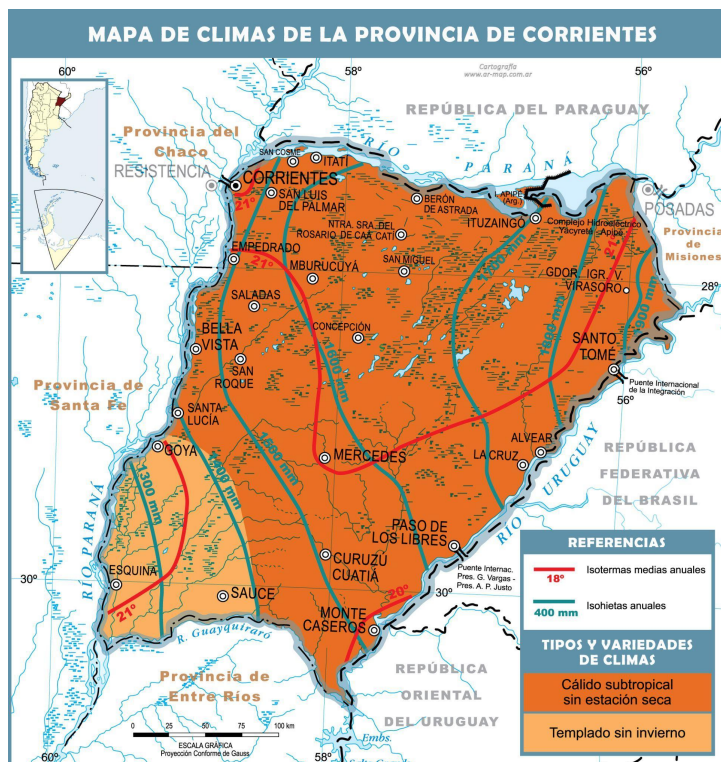 MAPA DE CLIMAS DE LA PROVINCIA DE CORRIENTES
60º
58º
56º
Cartografía
www.ar-map.com.ar
REPÚBLICA DEL PARAGUAY
Provincia del
Chaco
RESISTENCIA
SAN COSME
ITATÍ
RÍO PARANÁ
CORRIENTES
21º
SAN LUIS
DEL PALMAR
BERÓN
DE ASTRADA
I. APIPÉ
(Arg.)
ITUZAINGÓ
POSADAS
Complejo Hidroeléctrico
Yacyretá - Apipé
Provincia
de
Misiones
NTRA. SRA. DEL
ROSARIO DE CAÁ CATÍ
EMPEDRADO
21º
MBURUCUYÁ
SAN MIGUEL
21º
GDOR. IGR. V.
VIRASORO
28º
SALADAS
BELLA
VISTA
CONCEPCIÓN
1600 mm
1900 mm
SANTO
TOMÉ
SAN
ROQUE
Puente Internacional
de la Integración
56º
Provincia de
Santa Fe
SANTA
LUCÍA
GOYA
1300 mm
1400 mm
1500 mm
MERCEDES
LA CRUZ
ALVEAR
RÍO URUGUAY
REPÚBLICA
FEDERATIVA
DEL BRASIL
RÍO PARANÁ
PASO DE
LOS LIBRES
Puente Internac.
Pres. G. Vargas -
Pres. A. P. Justo
CURUZÚ
CUATIÁ
ESQUINA
30º
21º
SAUCE
20º
30º
MONTE
CASEROS
R. Guayquiraró
Provincia de
Entre Ríos
REPÚBLICA
ORIENTAL
DEL URUGUAY
0 25 50 75 100 km
ESCALA GRÁFICA
Proyección Conforme de Gauss
60º
58º
Embs.
REFERENCIAS
18º
Isotermas medias anuales
400 mm
Isohietas anuales
TIPOS Y VARIEDADES
DE CLIMAS
Cálido subtropical
sin estación seca
Templado sin invierno